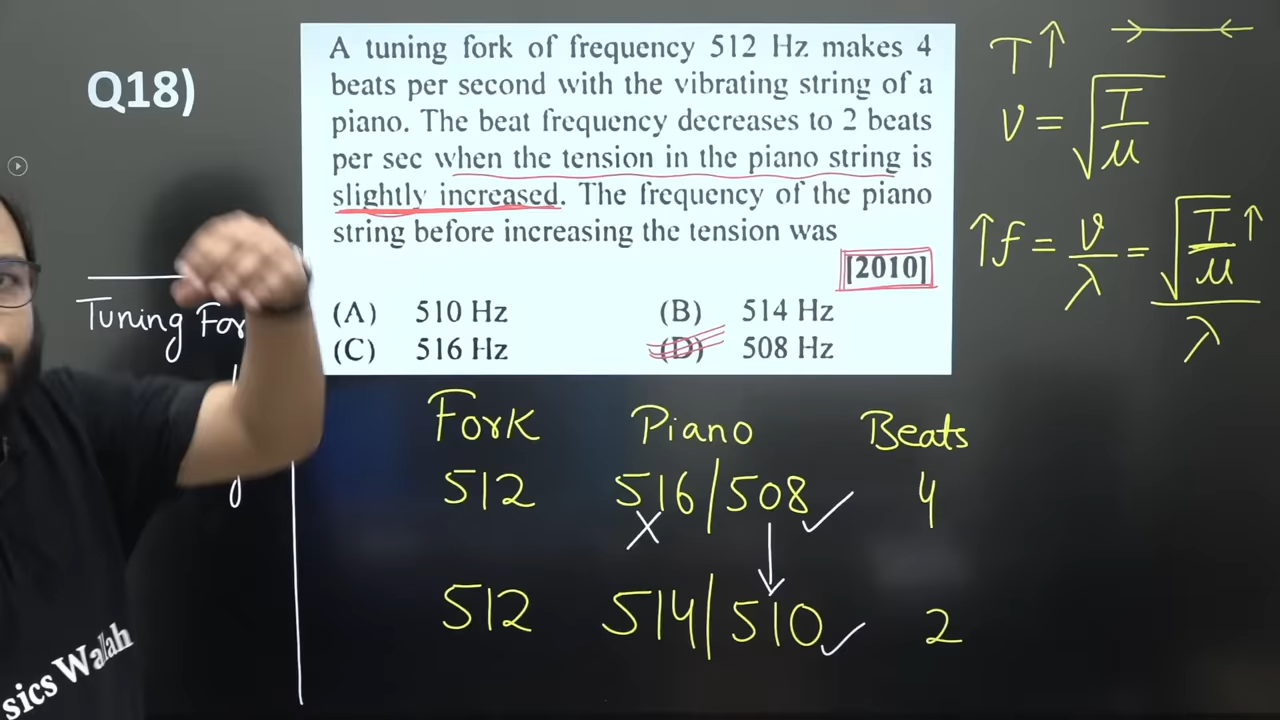 Q18)
A tuning fork of frequency 512 Hz makes 4
beats per second with the vibrating string of a
piano. The beat frequency decreases to 2 beats
per sec when the tension in the piano string is
slightly increased. The frequency of the piano
string before increasing the tension was
[2010]
(A) 510 Hz (B) 514 Hz
(C) 516 Hz (D) 508 Hz
T↑
v = √(T/μ)
↑f = v/λ = √(T/μ)↑/λ
Tuning For
Fork Piano Beats
512 516/508 ✓ 4
X
512 514/510 ✓ 2
sics Wallah